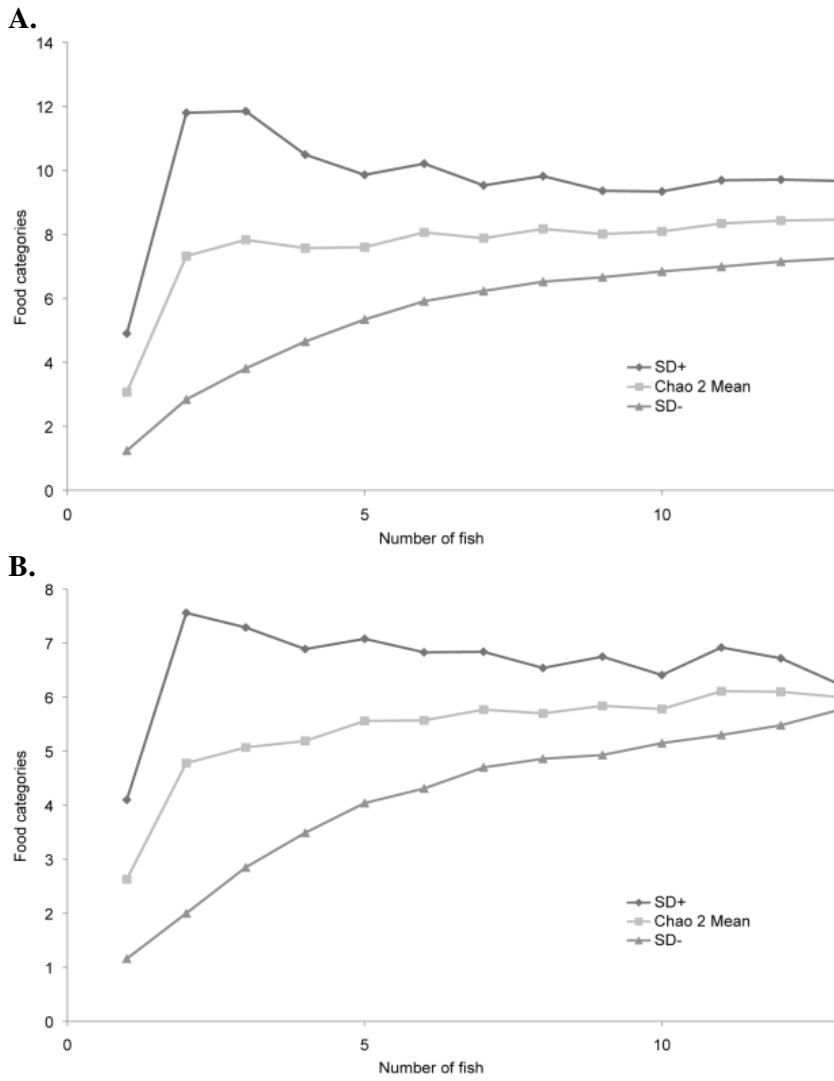 A.
14
12
10
8
6
4
2
0
Food categories
SD+
Chao 2 Mean
SD-
0 5 10
Number of fish
B.
8
7
6
5
4
3
2
1
0
Food categories
SD+
Chao 2 Mean
SD-
0 5 10
Number of fish